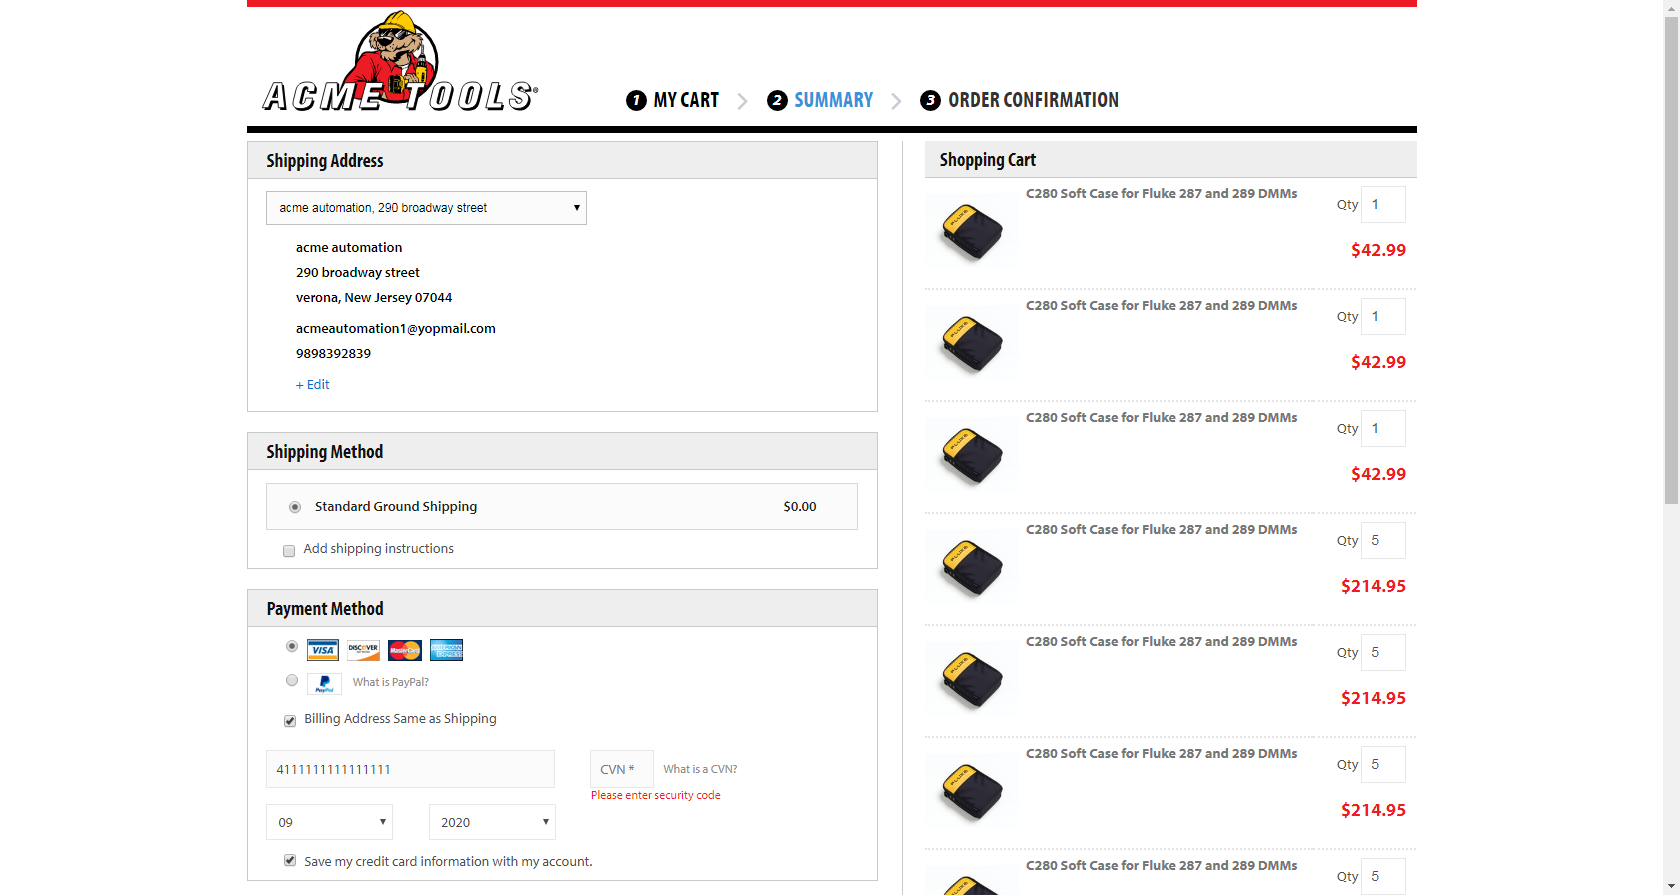 ACME TOOLS®
1 MY CART
2 SUMMARY
3 ORDER CONFIRMATION
Shipping Address
acme automation, 290 broadway street
acme automation
290 broadway street
verona, New Jersey 07044
acmeautomation1@yopmail.com
9898392839
+ Edit
Shipping Method
Standard Ground Shipping $0.00
Add shipping instructions
Payment Method
VISA DISCOVER MasterCard AMERICAN EXPRESS
PayPal What is PayPal?
Billing Address Same as Shipping
4111111111111111 CVN * What is a CVN?
Please enter security code
09 2020
Save my credit card information with my account.
Shopping Cart
C280 Soft Case for Fluke 287 and 289 DMMs
FLUKE
Qty 1
$42.99
C280 Soft Case for Fluke 287 and 289 DMMs
FLUKE
Qty 1
$42.99
C280 Soft Case for Fluke 287 and 289 DMMs
FLUKE
Qty 1
$42.99
C280 Soft Case for Fluke 287 and 289 DMMs
FLUKE
Qty 5
$214.95
C280 Soft Case for Fluke 287 and 289 DMMs
FLUKE
Qty 5
$214.95
C280 Soft Case for Fluke 287 and 289 DMMs
FLUKE
Qty 5
$214.95
C280 Soft Case for Fluke 287 and 289 DMMs
Qty 5